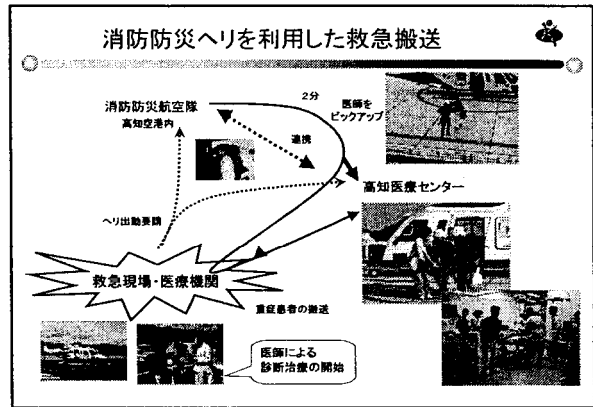 消防防災ヘリを利用した救急搬送
2分
医師を
ピックアップ
消防防災航空隊
高知空港内
連携
高知医療センター
ヘリ出動要請
救急現場・医療機関
重症患者の搬送
医師による
診断治療の開始